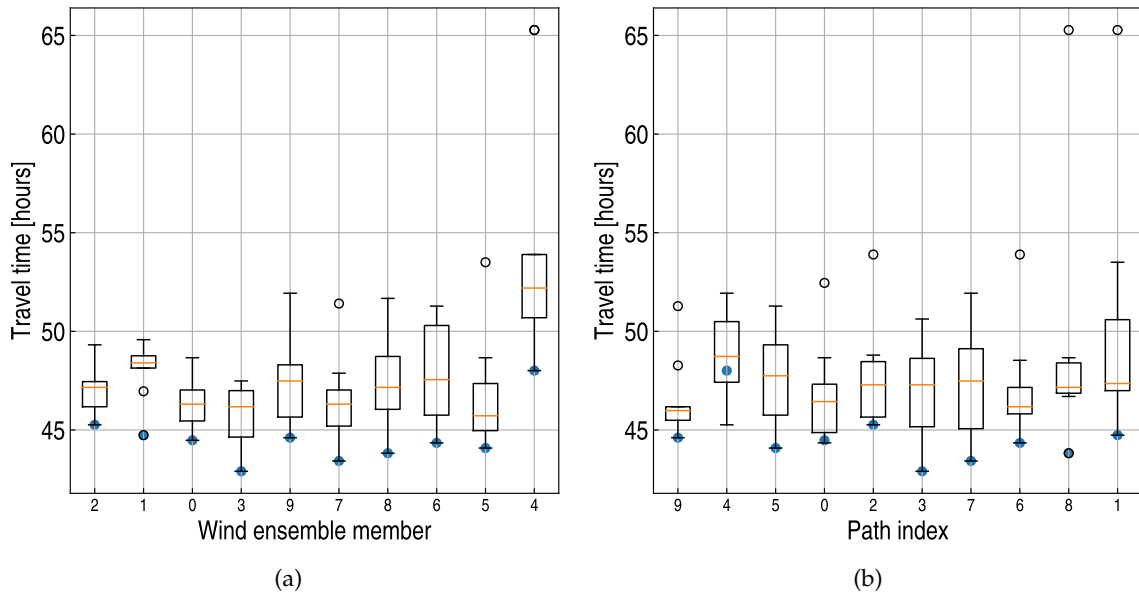 65
60
55
50
45
Travel time [hours]
2 1 0 3 9 7 8 6 5 4
Wind ensemble member
(a)
65
60
55
50
45
Travel time [hours]
9 4 5 0 2 3 7 6 8 1
Path index
(b)